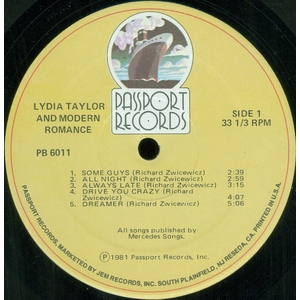 PASSPORT
RECORDS
LYDIA TAYLOR
AND MODERN
ROMANCE
SIDE 1
33 1/3 RPM
PB 6011
1. SOME GUYS (Richard Zwicewicz) 2:39
2. ALL NIGHT (Richard Zwicewicz) 2:59
3. ALWAYS LATE (Richard Zwicewicz) 3:15
4. DRIVE YOU CRAZY (Richard Zwicewicz) 4:07
5. DREAMER (Richard Zwicewicz) 5:06
All songs published by
Mercedes Songs.
Ⓟ 1981 Passport Records, Inc.
PASSPORT RECORDS, MARKETED BY JEM RECORDS, INC. SOUTH PLAINFIELD, NJ RESEDA, CA. PRINTED IN U.S.A.